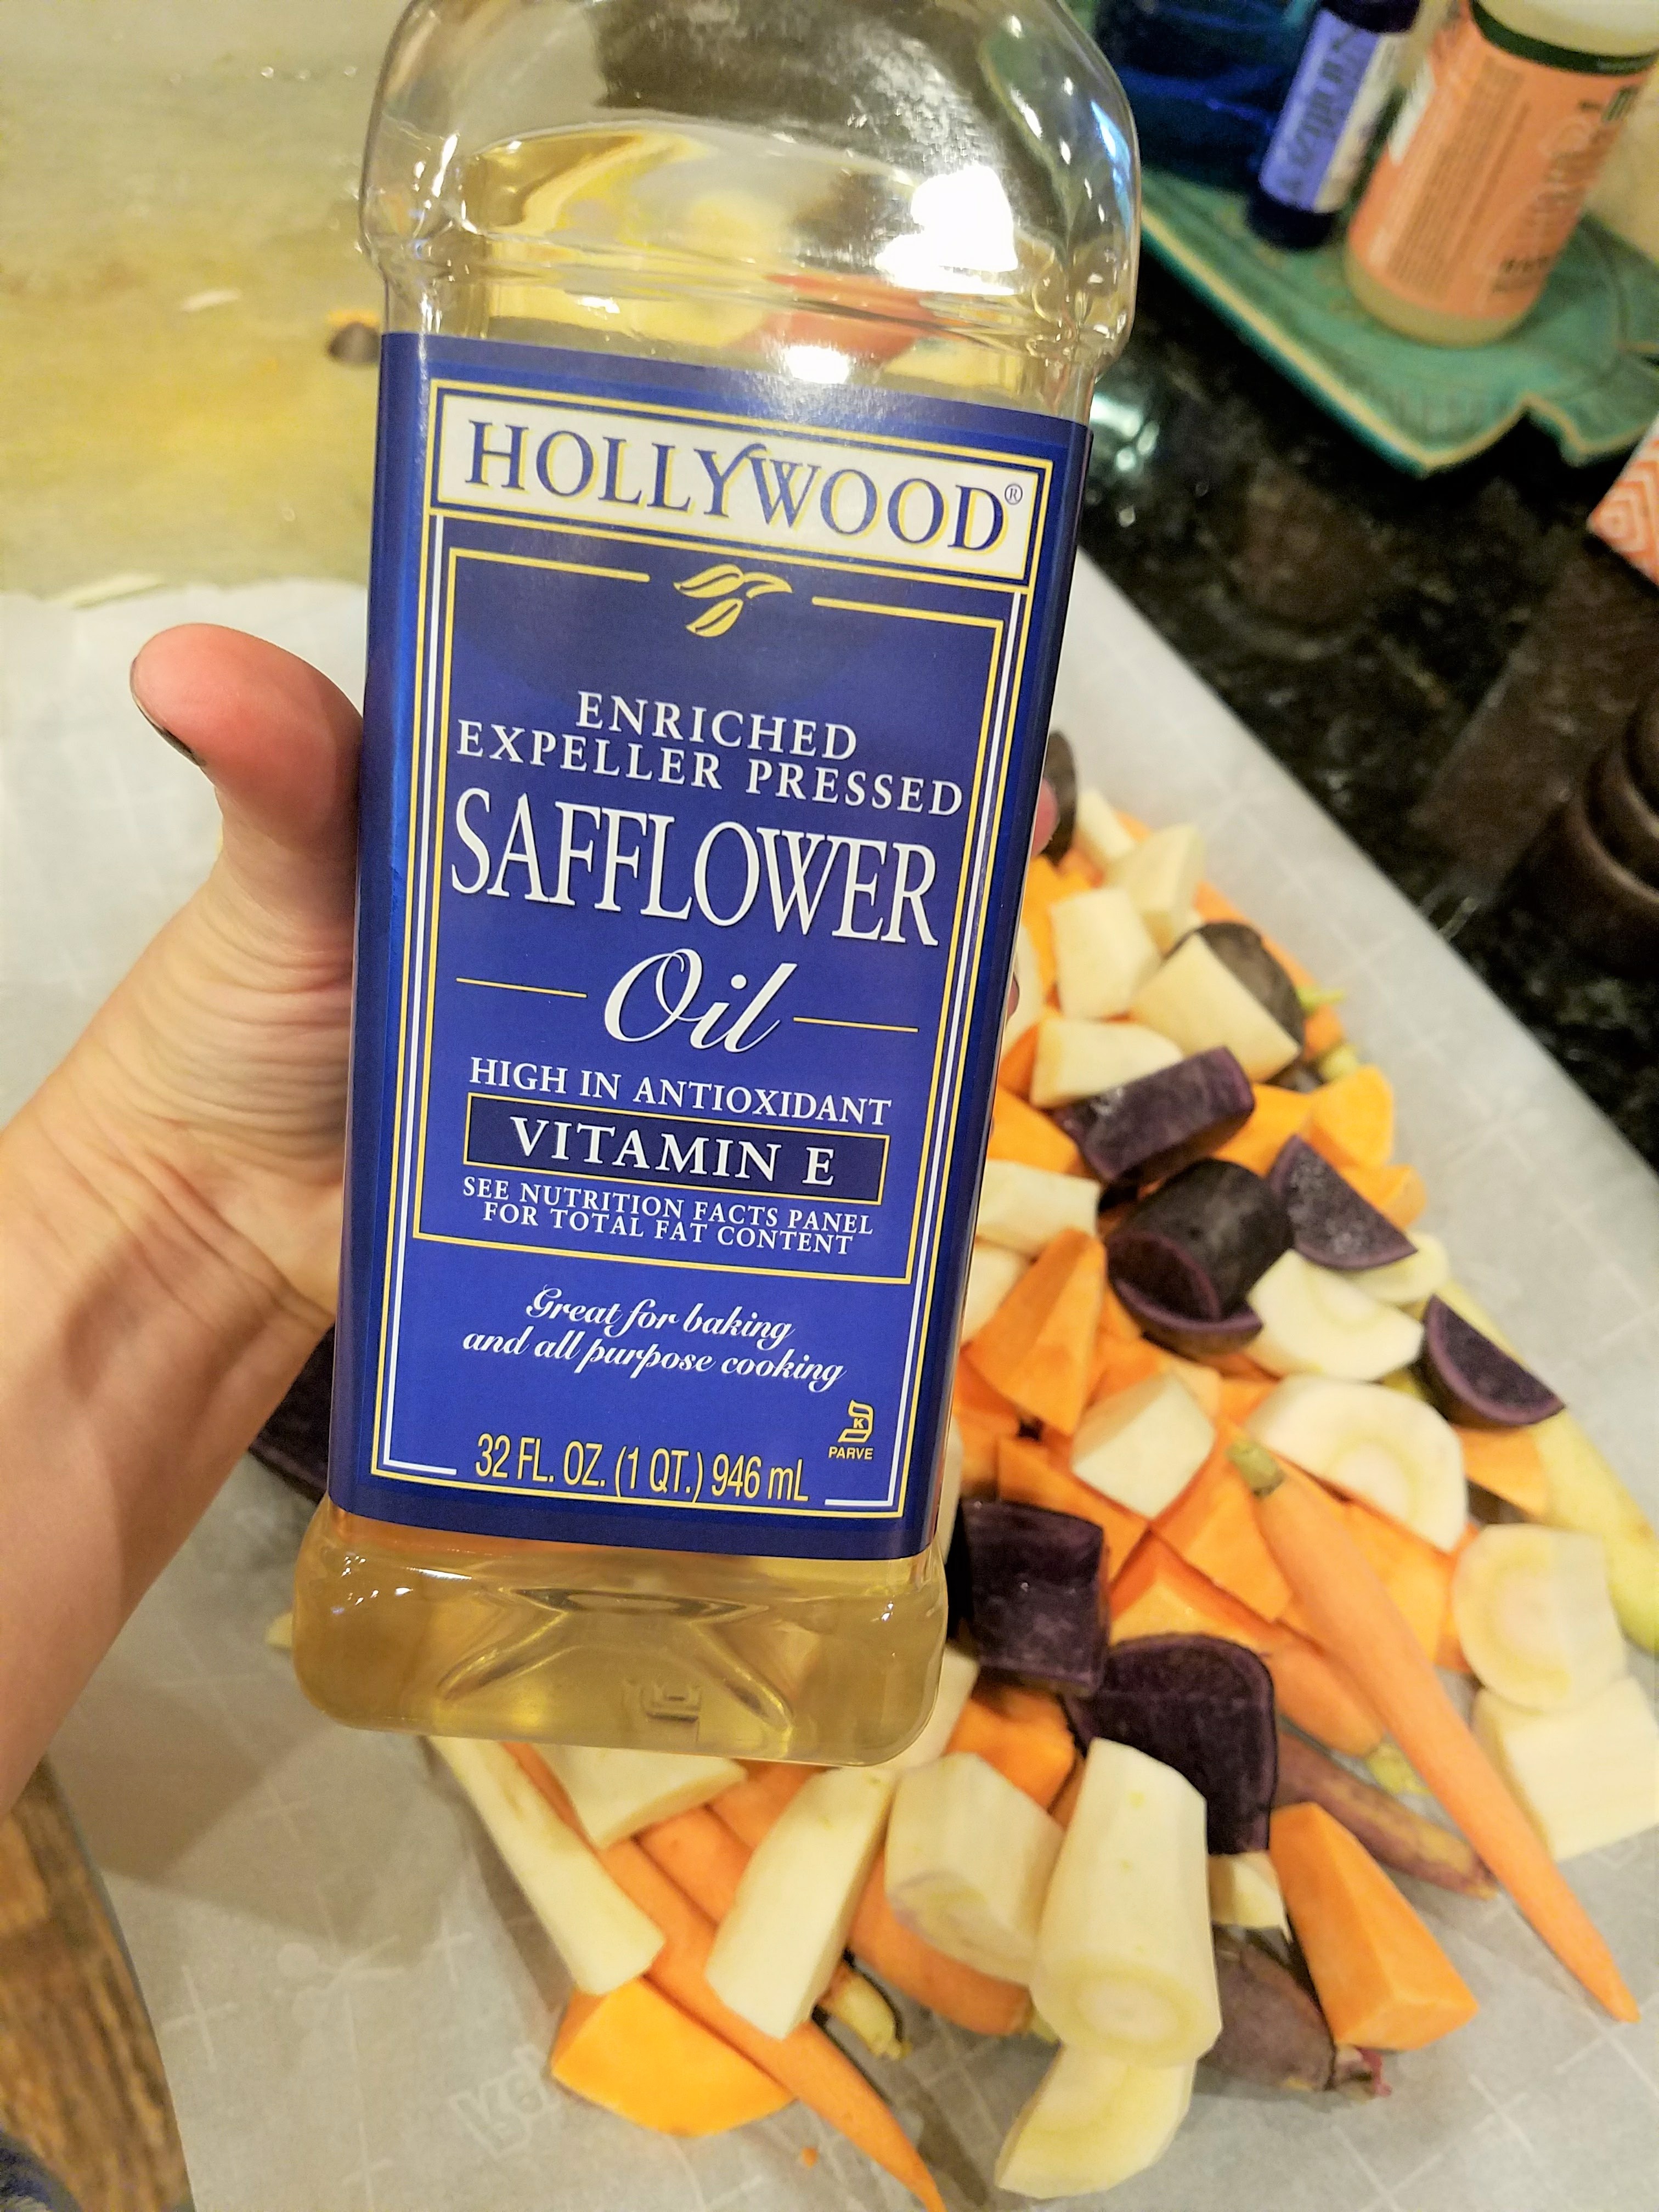 HOLLYWOOD®
ENRICHED
EXPELLER PRESSED
SAFFLOWER
Oil
HIGH IN ANTIOXIDANT
VITAMIN E
SEE NUTRITION FACTS PANEL
FOR TOTAL FAT CONTENT
Great for baking
and all purpose cooking
K
PARVE
32 FL. OZ. (1 QT.) 946 mL